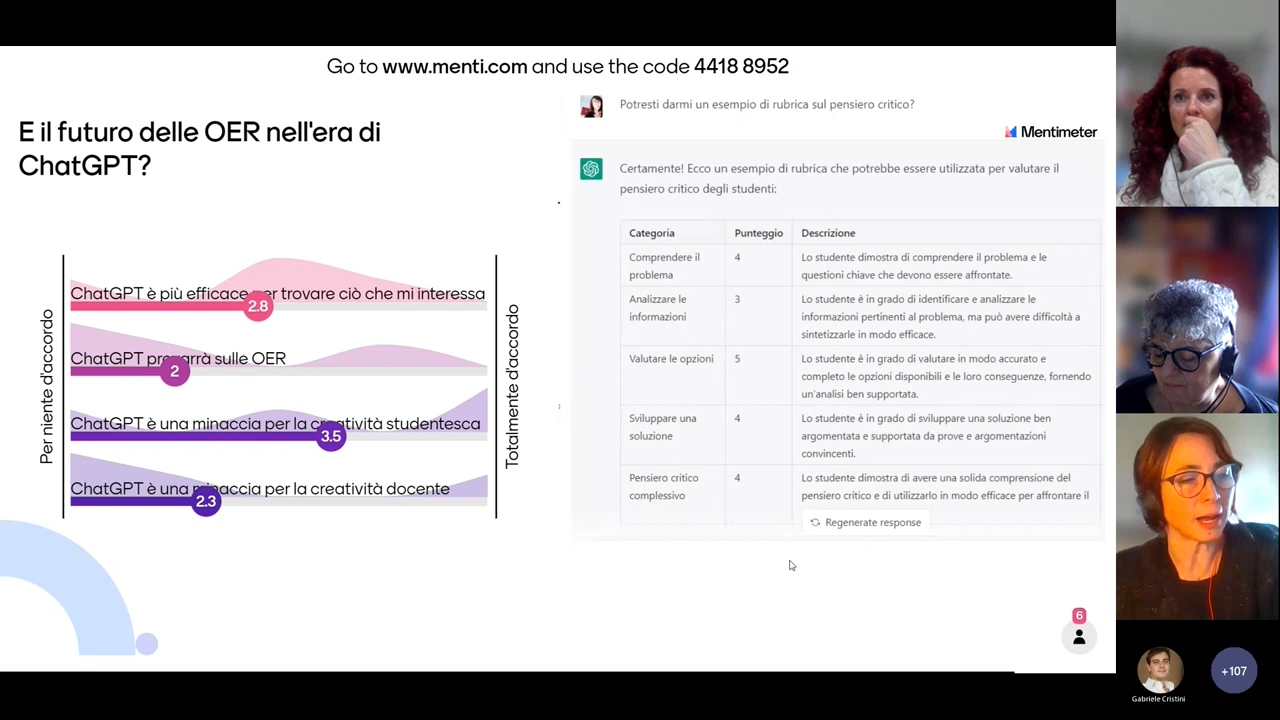 Go to www.menti.com and use the code 4418 8952
E il futuro delle OER nell'era di
ChatGPT?
Per niente d'accordo
ChatGPT è più efficace per trovare ciò che mi interessa
2.8
ChatGPT preparrà sulle OER
2
ChatGPT è una minaccia per la creatività studentesca
3.5
ChatGPT è una minaccia per la creatività docente
2.3
Totalmente d'accordo
Potresti darmi un esempio di rubrica sul pensiero critico?
Mentimeter
Certamente! Ecco un esempio di rubrica che potrebbe essere utilizzata per valutare il
pensiero critico degli studenti:
Categoria Punteggio Descrizione
Comprendere il 4 Lo studente dimostra di comprendere il problema e le
problema questioni chiave che devono essere affrontate.
Analizzare le 3 Lo studente è in grado di identificare e analizzare le
informazioni informazioni pertinenti al problema, ma può avere difficoltà a
sintetizzarle in modo efficace.
Valutare le opzioni 5 Lo studente è in grado di valutare in modo accurato e
completo le opzioni disponibili e le loro conseguenze, fornendo
un'analisi ben supportata.
Sviluppare una 4 Lo studente è in grado di sviluppare una soluzione ben
soluzione argomentata e supportata da prove e argomentazioni
convincenti.
Pensiero critico 4 Lo studente dimostra di avere una solida comprensione del
complessivo pensiero critico e di utilizzarlo in modo efficace per affrontare il
Regenerate response
6
Gabriele Cristini
+107